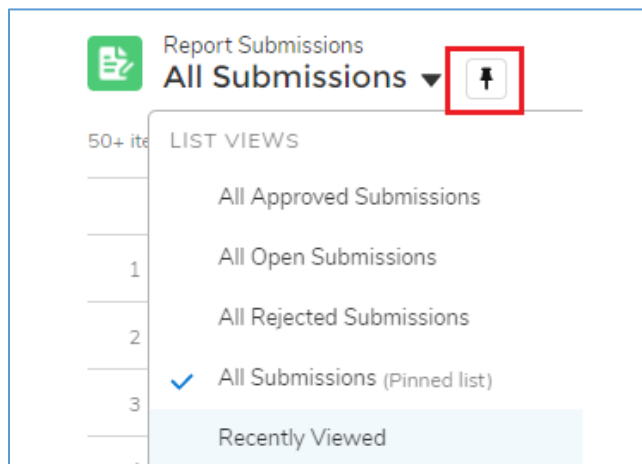 Report Submissions
All Submissions
50+ ite
LIST VIEWS
All Approved Submissions
All Open Submissions
1
All Rejected Submissions
2
All Submissions (Pinned list)
3
Recently Viewed